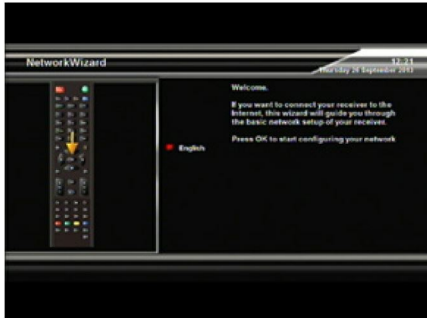 NetworkWizard
12:21
Thursday 26 September 2013
Welcome.
If you want to connect your receiver to the
Internet, this wizard will guide you through
the basic network setup of your receiver.
Press OK to start configuring your network
English